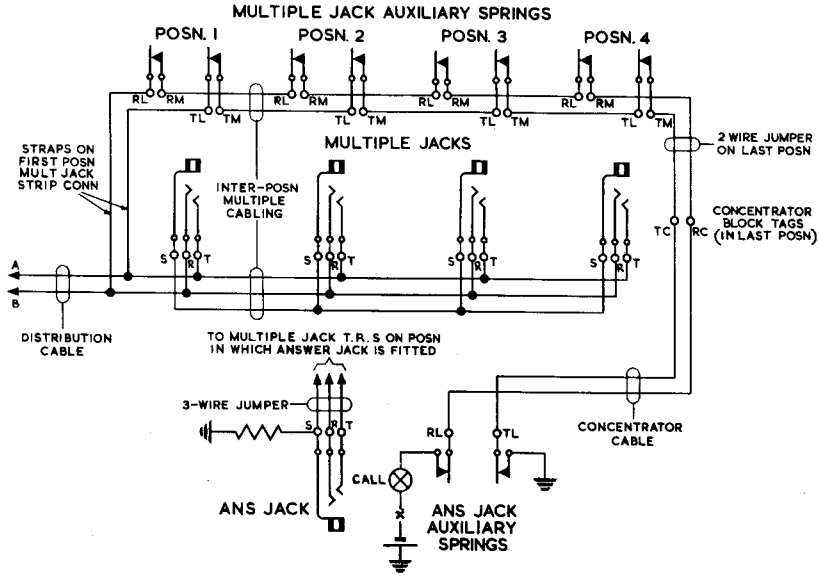 MULTIPLE JACK AUXILIARY SPRINGS
POSN. 1
POSN. 2
POSN. 3
POSN. 4
RL RM
TL TM
RL RM
TL TM
RL RM
TL TM
RL RM
TL TM
STRAPS ON
FIRST POSN
MULT JACK
STRIP CONN
INTER-POSN
MULTIPLE
CABLING
MULTIPLE JACKS
2 WIRE JUMPER
ON LAST POSN
TC RC
CONCENTRATOR
BLOCK TAGS
(IN LAST POSN)
S R T
S R T
S R T
S R T
A
B
DISTRIBUTION
CABLE
TO MULTIPLE JACK T.R.S ON POSN
IN WHICH ANSWER JACK IS FITTED
3-WIRE JUMPER
S R T
ANS JACK
RL TL
CALL
ANS JACK
AUXILIARY
SPRINGS
CONCENTRATOR
CABLE